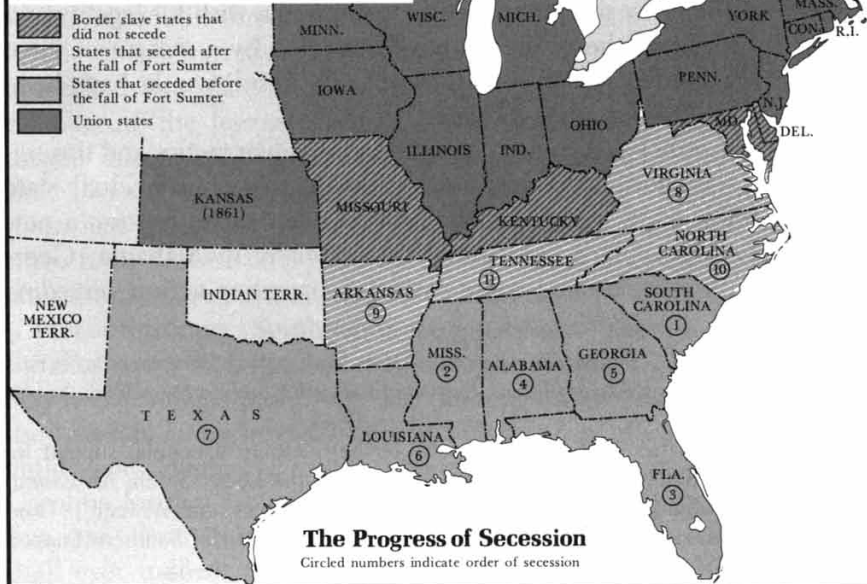 Border slave states that
did not secede
States that seceded after
the fall of Fort Sumter
States that seceded before
the fall of Fort Sumter
Union states
MINN.
WISC.
MICH.
YORK
MASS.
CON.
R.I.
IOWA
PENN.
N.J.
ILLINOIS
IND.
OHIO
MD.
DEL.
KANSAS
(1861)
MISSOURI
KENTUCKY
VIRGINIA
8
NEW
MEXICO
TERR.
INDIAN TERR.
ARKANSAS
9
TENNESSEE
11
NORTH
CAROLINA
10
SOUTH
CAROLINA
1
MISS.
2
ALABAMA
4
GEORGIA
5
TEXAS
7
LOUISIANA
6
FLA.
3
The Progress of Secession
Circled numbers indicate order of secession